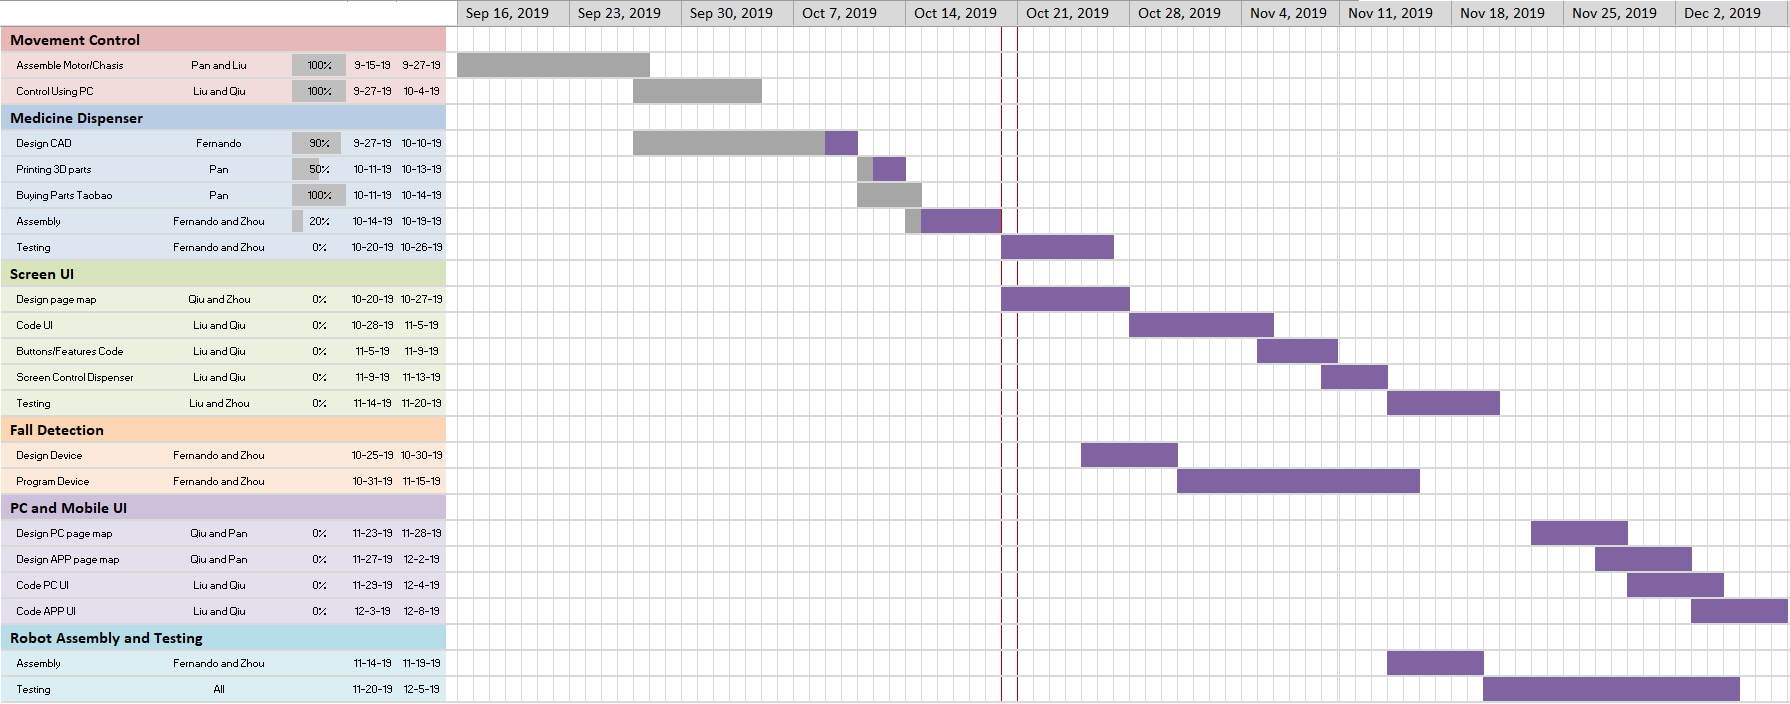 Sep 16, 2019 Sep 23, 2019 Sep 30, 2019 Oct 7, 2019 Oct 14, 2019 Oct 21, 2019 Oct 28, 2019 Nov 4, 2019 Nov 11, 2019 Nov 18, 2019 Nov 25, 2019 Dec 2, 2019
Movement Control
Assemble Motor/Chasis Pan and Liu 100% 9-15-19 9-27-19
Control Using PC Liu and Qiu 100% 9-27-19 10-4-19
Medicine Dispenser
Design CAD Fernando 90% 9-27-19 10-10-19
Printing 3D parts Pan 50% 10-11-19 10-13-19
Buying Parts Taobao Pan 100% 10-11-19 10-14-19
Assembly Fernando and Zhou 20% 10-14-19 10-19-19
Testing Fernando and Zhou 0% 10-20-19 10-26-19
Screen UI
Design page map Qiu and Zhou 0% 10-20-19 10-27-19
Code UI Liu and Qiu 0% 10-28-19 11-5-19
Buttons/Features Code Liu and Qiu 0% 11-5-19 11-9-19
Screen Control Dispenser Liu and Qiu 0% 11-9-19 11-13-19
Testing Liu and Zhou 0% 11-14-19 11-20-19
Fall Detection
Design Device Fernando and Zhou 10-25-19 10-30-19
Program Device Fernando and Zhou 10-31-19 11-15-19
PC and Mobile UI
Design PC page map Qiu and Pan 0% 11-23-19 11-28-19
Design APP page map Qiu and Pan 0% 11-27-19 12-2-19
Code PC UI Liu and Qiu 0% 11-29-19 12-4-19
Code APP UI Liu and Qiu 0% 12-3-19 12-8-19
Robot Assembly and Testing
Assembly Fernando and Zhou 11-14-19 11-19-19
Testing All 11-20-19 12-5-19